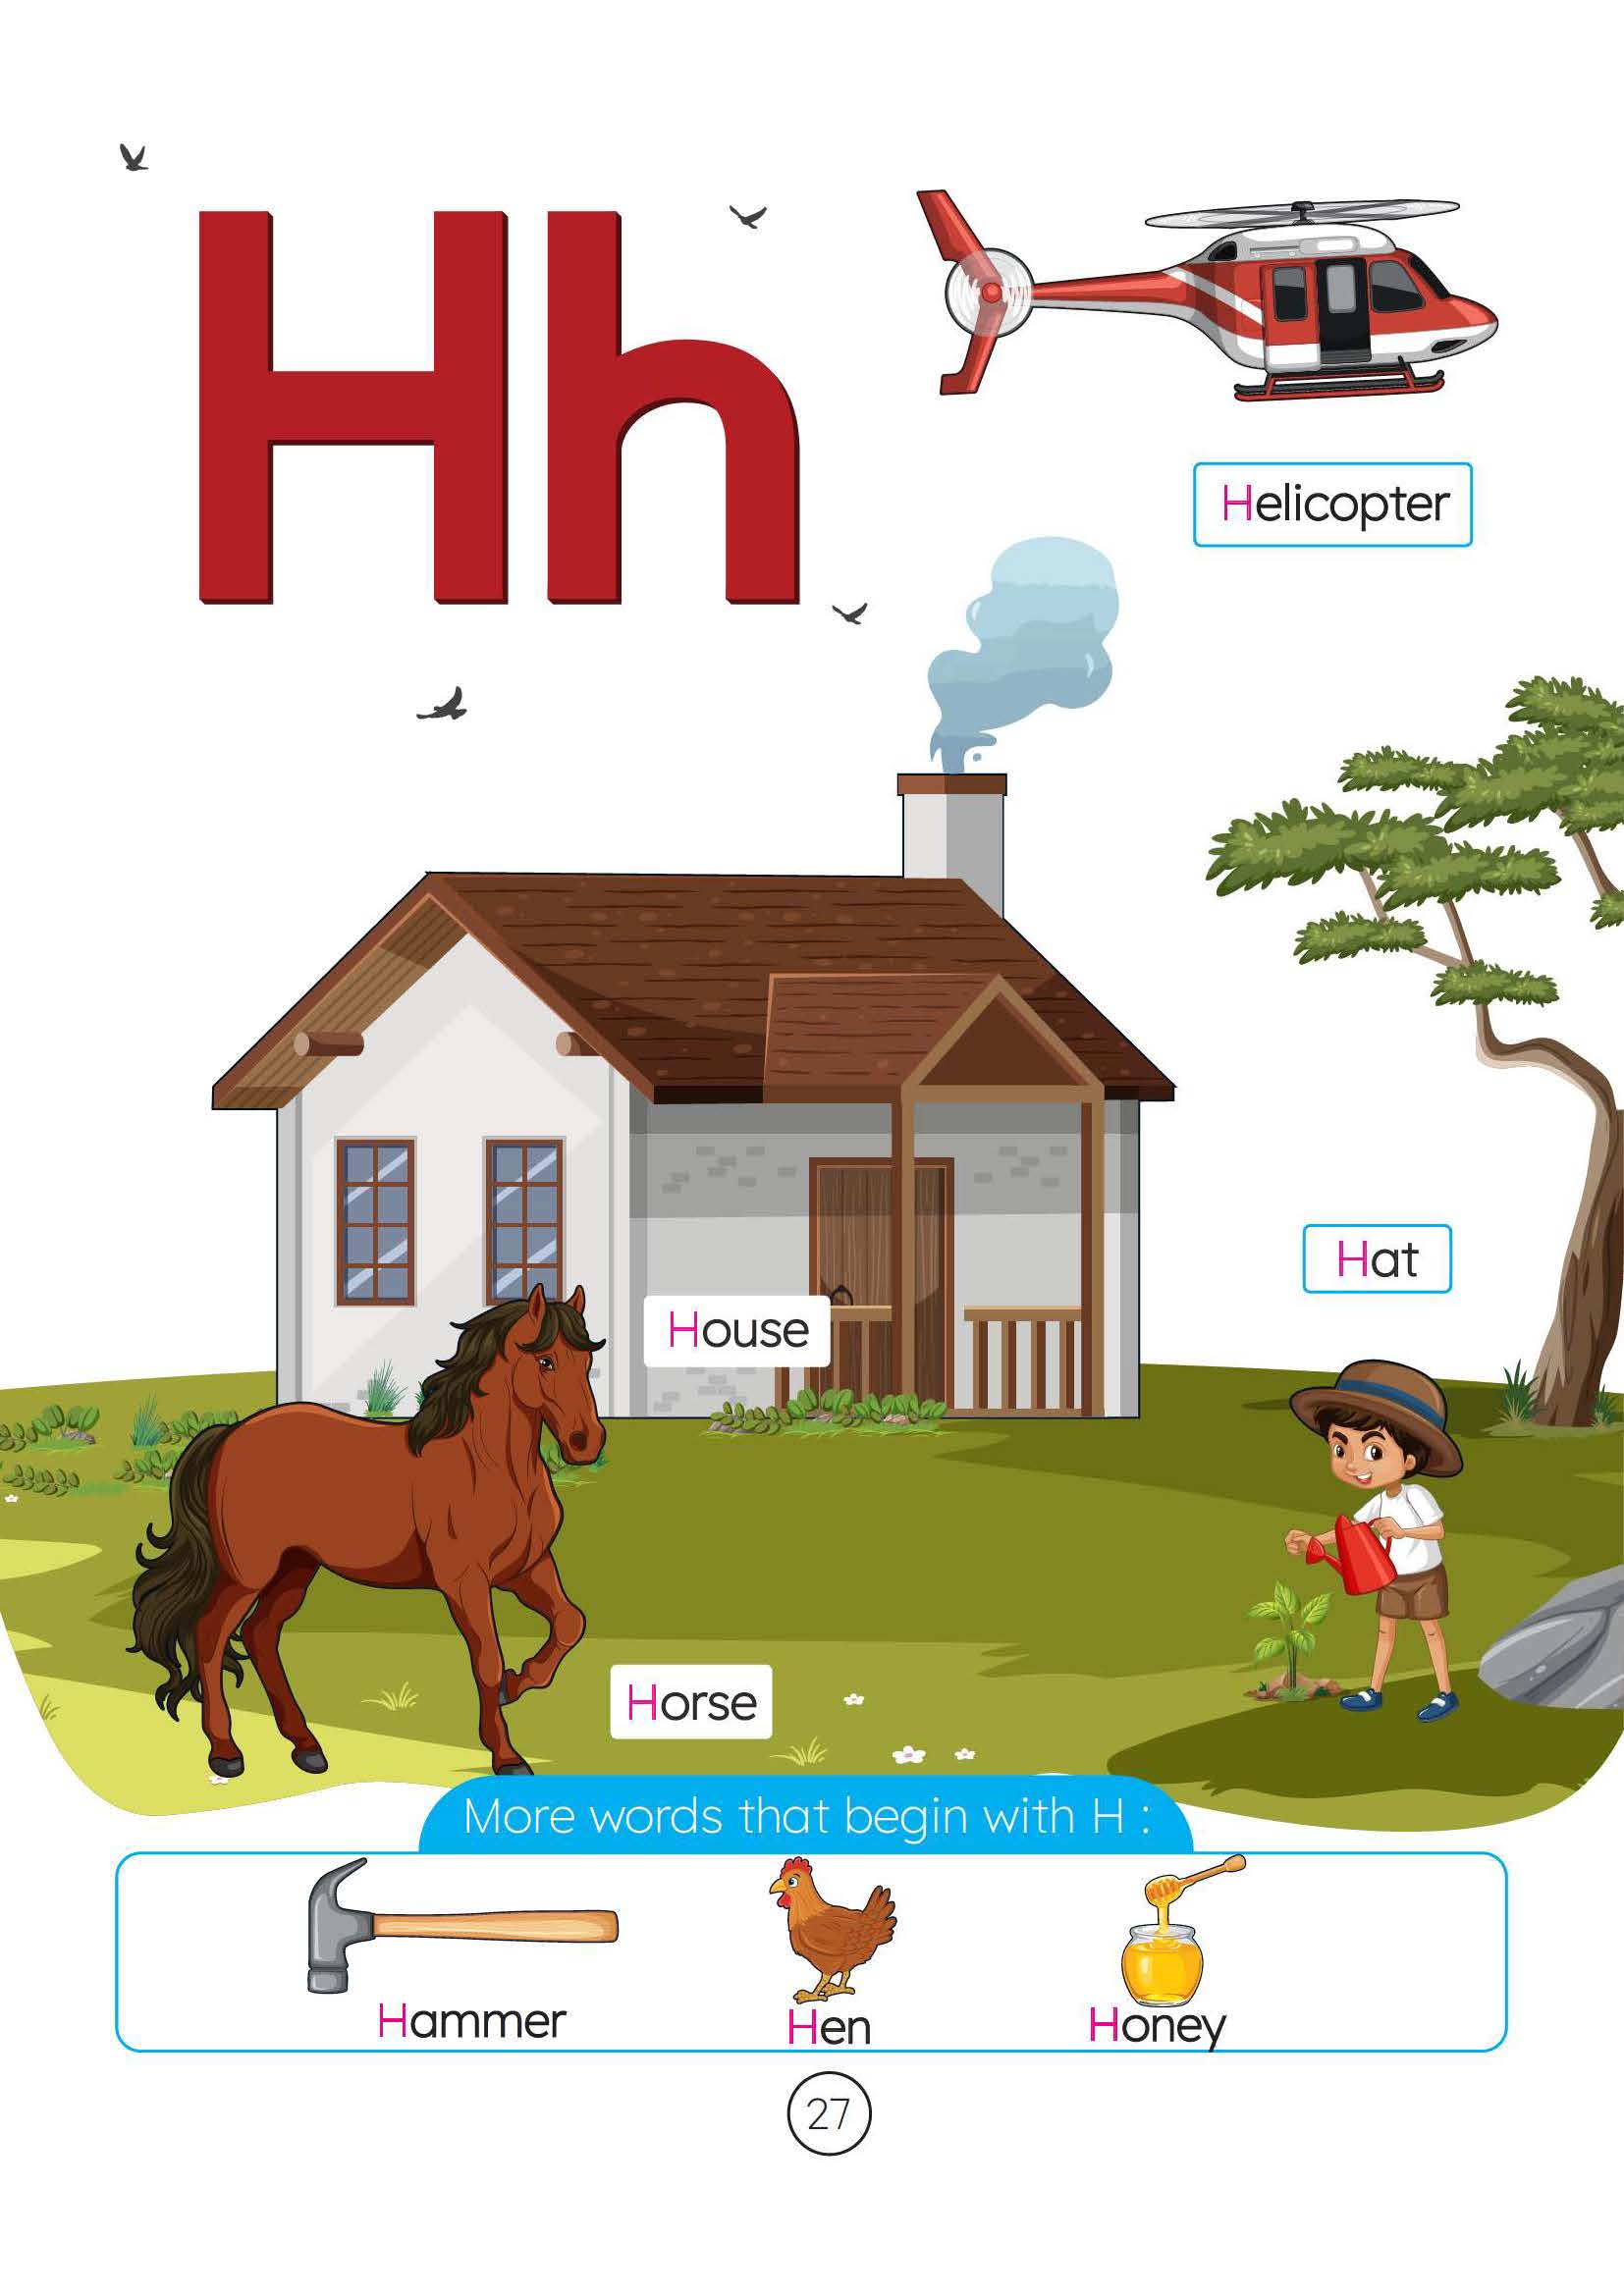 Hh
Helicopter
Hat
House
Horse
More words that begin with H :
Hammer
Hen
Honey
27